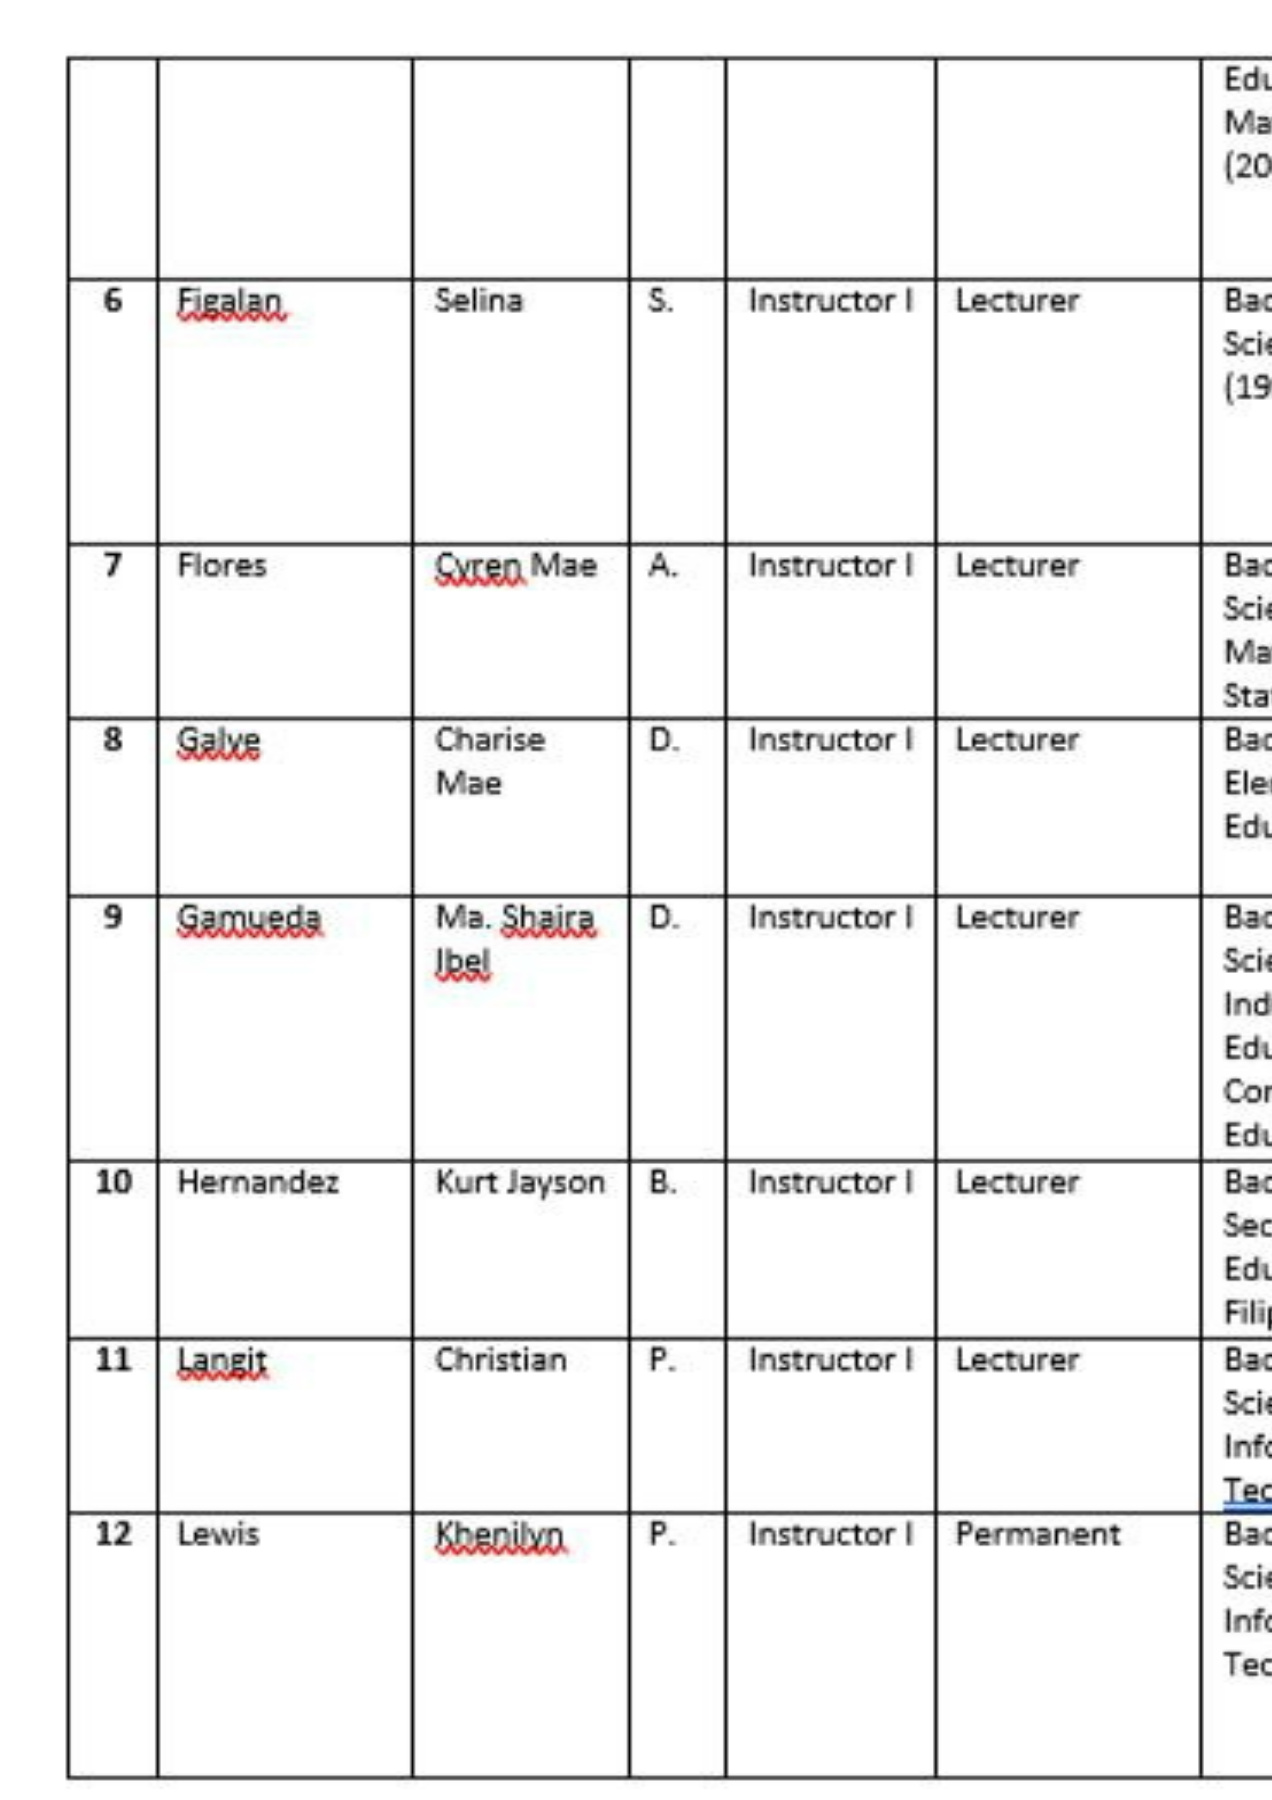 Edu
Ma
(20
6 Figalan Selina S. Instructor I Lecturer Bac
Scie
(19
7 Flores Cyren Mae A. Instructor I Lecturer Bac
Scie
Ma
Stat
8 Galve Charise D. Instructor I Lecturer Bac
Mae Eler
Edu
9 Gamueda Ma. Shaira D. Instructor I Lecturer Bac
Ibel Scie
Ind
Edu
Cor
Edu
10 Hernandez Kurt Jayson B. Instructor I Lecturer Bac
Sec
Edu
Filip
11 Langit Christian P. Instructor I Lecturer Bac
Scie
Info
Tec
12 Lewis Khenilyn P. Instructor I Permanent Bac
Scie
Info
Tec